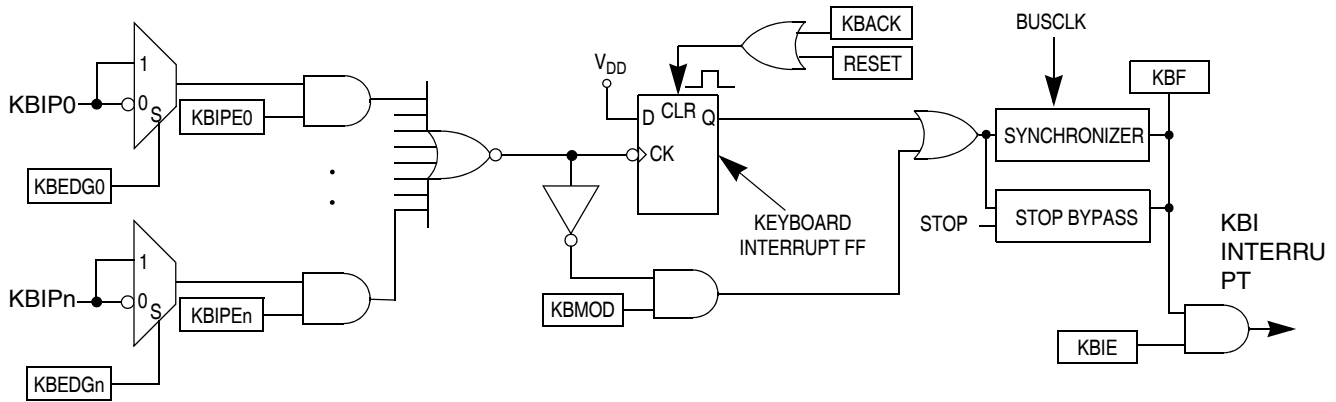 KBACK
RESET
BUSCLK
VDD
KBF
1
KBIP0
0
S
KBIPE0
D CLR Q
CK
SYNCHRONIZER
KBEDG0
KEYBOARD
INTERRUPT FF
STOP BYPASS
STOP
KBI
INTERRU
PT
1
KBIPn
0
S
KBIPEn
KBMOD
KBIE
KBEDGn